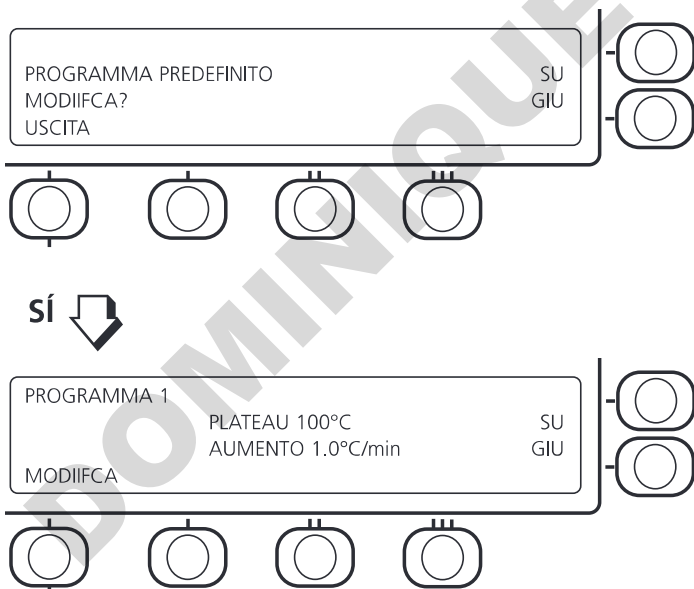 PROGRAMMA PREDEFINITO SU
MODIIFCA? GIU
USCITA
SÍ
PROGRAMMA 1
PLATEAU 100°C SU
AUMENTO 1.0°C/min GIU
MODIIFCA
DOMINIQUE